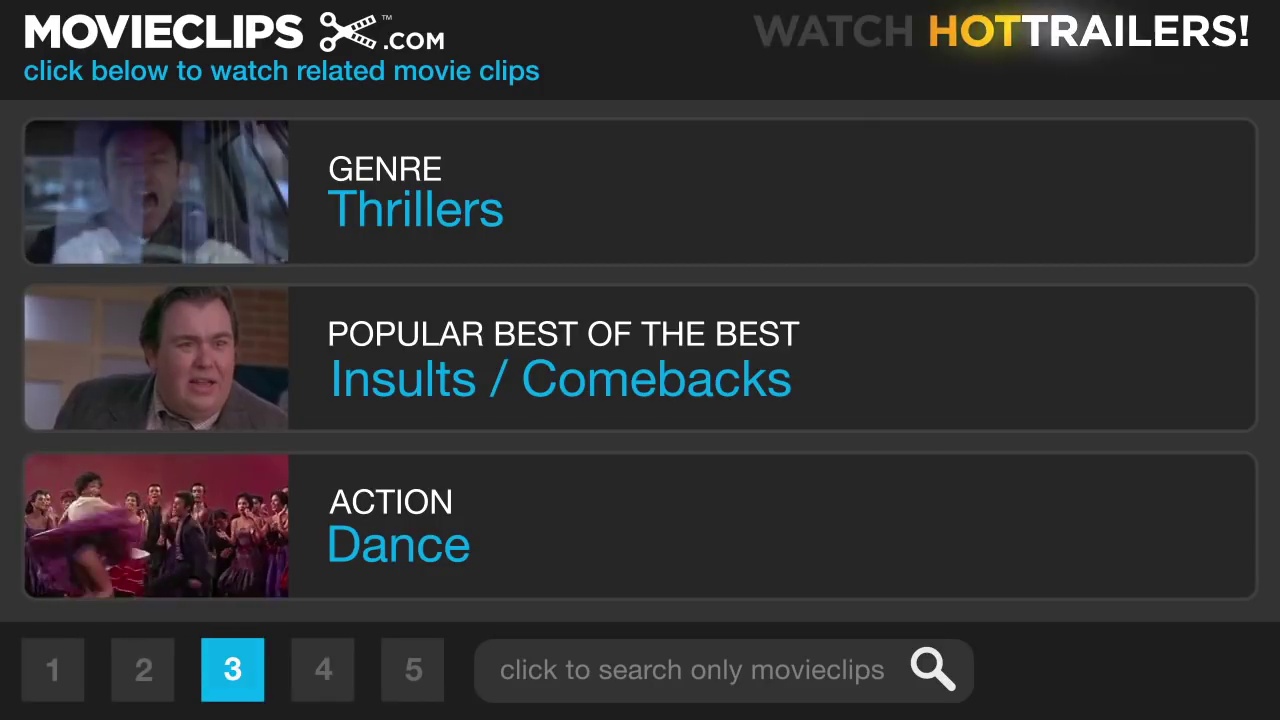 MOVIECLIPS™.COM
WATCH HOTTRAILERS!
click below to watch related movie clips
GENRE
Thrillers
POPULAR BEST OF THE BEST
Insults / Comebacks
ACTION
Dance
1 2 3 4 5 click to search only movieclips